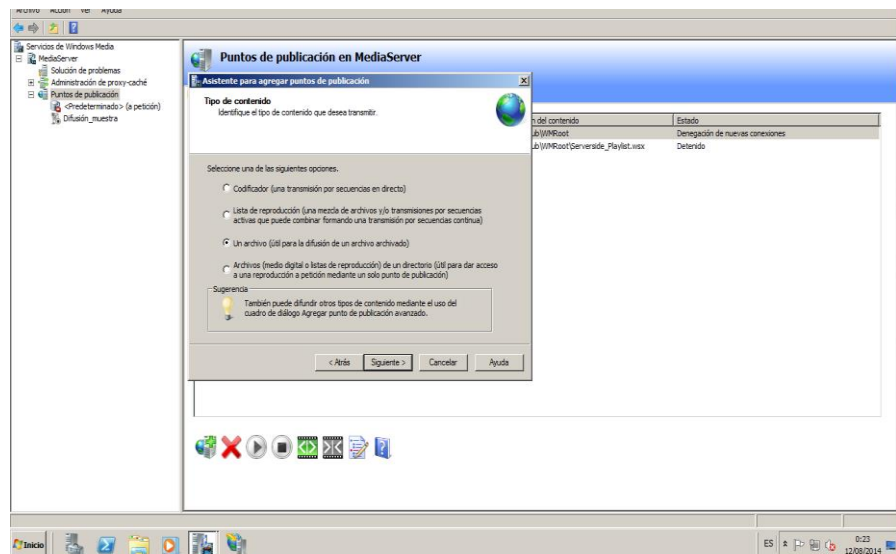 Archivo Acción Ver Ayuda
Servicios de Windows Media
MediaServer
Solución de problemas
Administración de proxy-caché
Puntos de publicación
<Predeterminado> (a petición)
Difusión_muestra
Puntos de publicación en MediaServer
Asistente para agregar puntos de publicación
Tipo de contenido
Identifique el tipo de contenido que desea transmitir.
Seleccione una de las siguientes opciones.
Codificador (una transmisión por secuencias en directo)
Lista de reproducción (una mezcla de archivos y/o transmisiones por secuencias
activas que puede combinar formando una transmisión por secuencias continua)
Un archivo (útil para la difusión de un archivo archivado)
Archivos (medio digital o listas de reproducción) de un directorio (útil para dar acceso
a una reproducción a petición mediante un solo punto de publicación)
Sugerencia
También puede difundir otros tipos de contenido mediante el uso del
cuadro de diálogo Agregar punto de publicación avanzado.
< Atrás Siguiente > Cancelar Ayuda
n del contenido Estado
ub\WMRoot Denegación de nuevas conexiones
ub\WMRoot\Serverside_Playlist.wsx Detenido
Inicio
ES
0:23
12/08/2014